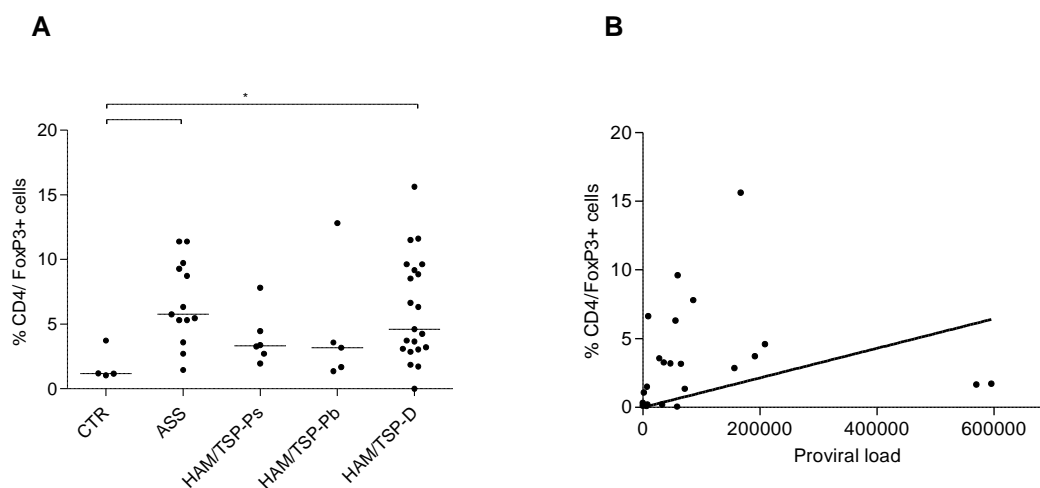 A
*
% CD4/ FoxP3+ cells
20
15
10
5
0
CTR
ASS
HAM/TSP-Ps
HAM/TSP-Pb
HAM/TSP-D
B
% CD4/FoxP3+ cells
20
15
10
5
0
0
200000
400000
600000
Proviral load